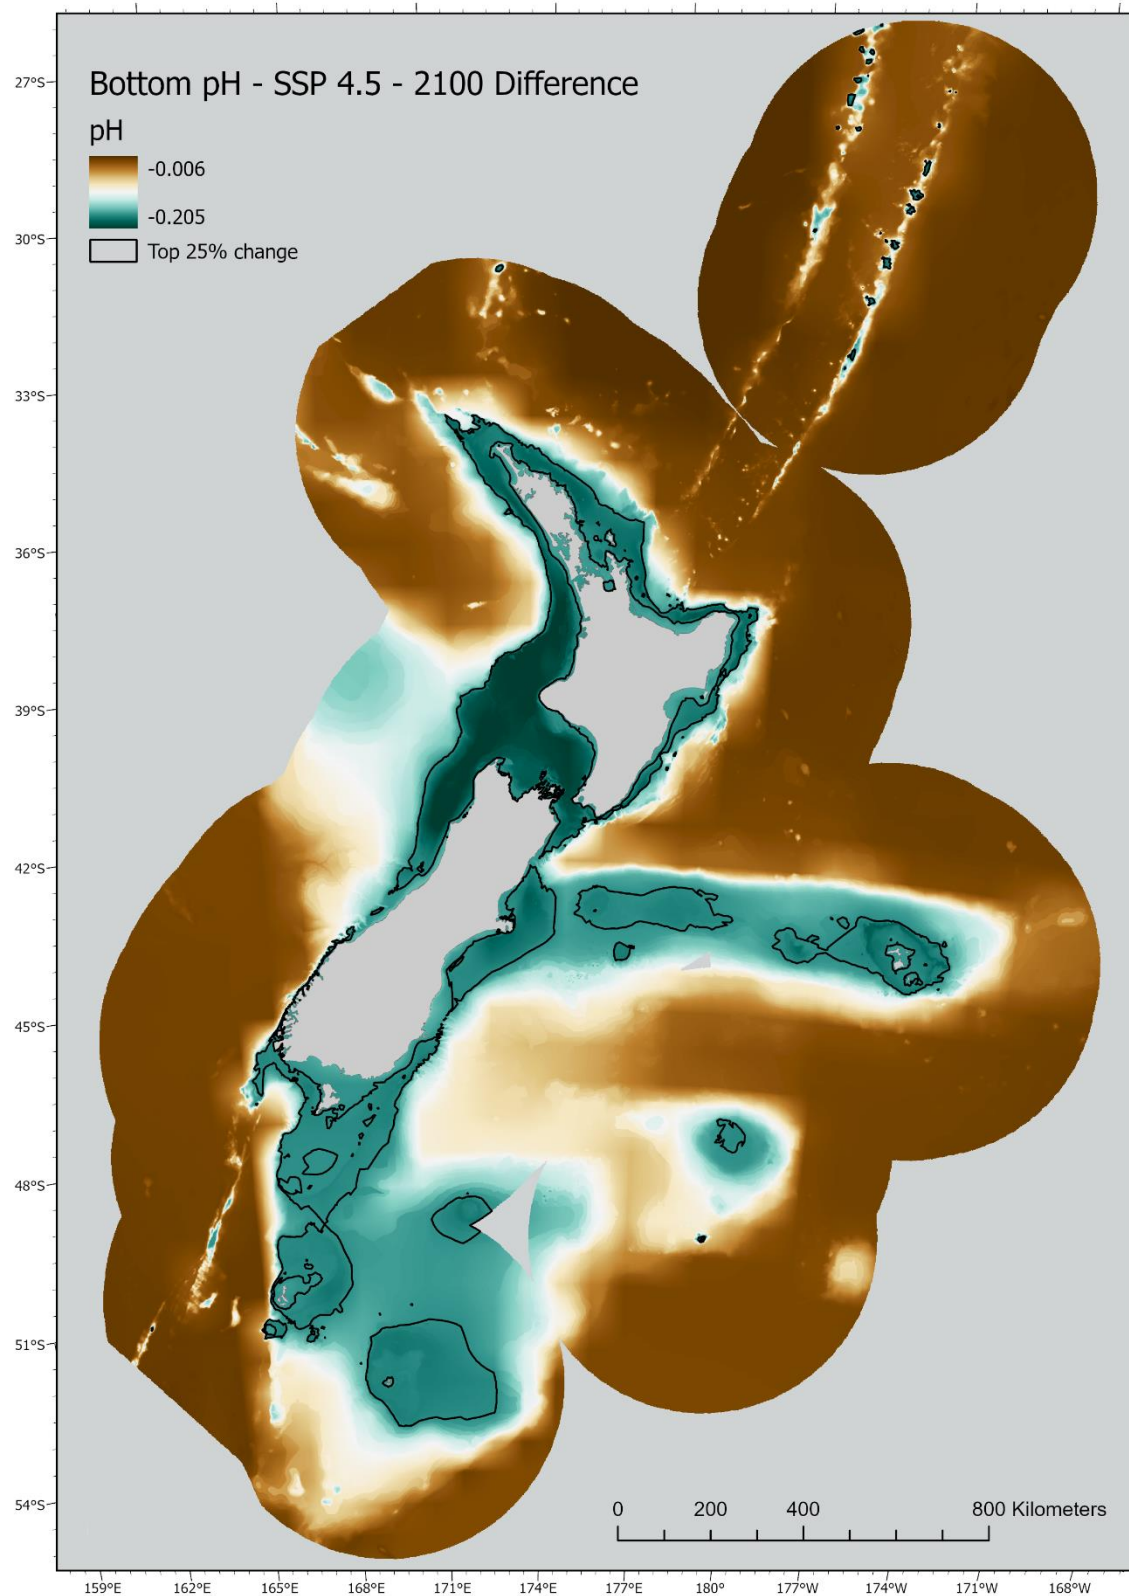 Bottom pH - SSP 4.5 - 2100 Difference
pH
-0.006
-0.205
Top 25% change
27°S
30°S
33°S
36°S
39°S
42°S
45°S
48°S
51°S
54°S
0 200 400 800 Kilometers
159°E 162°E 165°E 168°E 171°E 174°E 177°E 180° 177°W 174°W 171°W 168°W